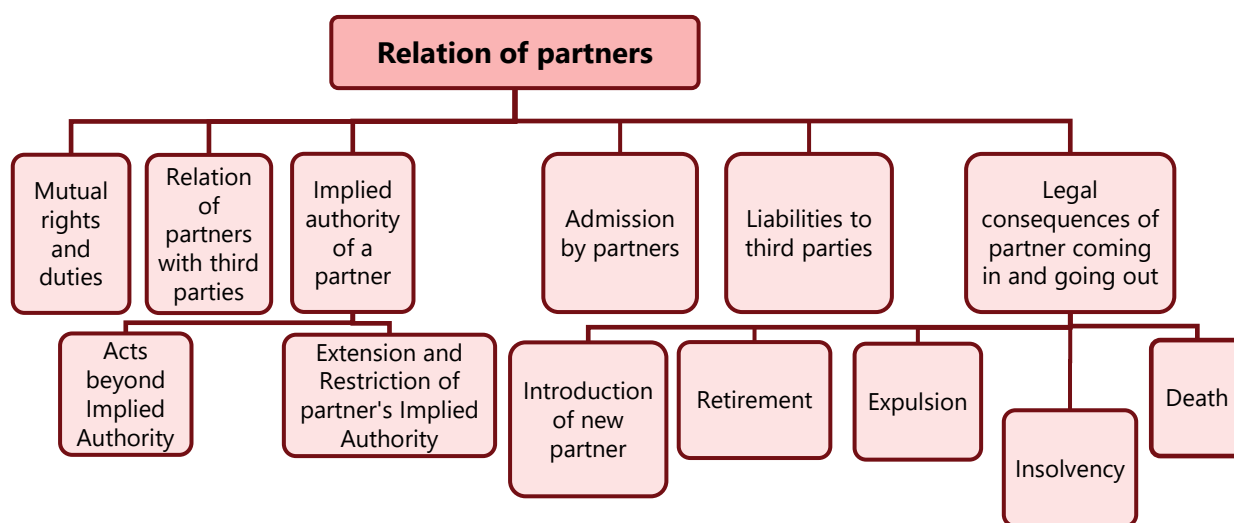 Relation of partners
Mutual
rights
and
duties
Relation
of
partners
with third
parties
Implied
authority
of a
partner
Admission
by partners
Liabilities to
third parties
Legal
consequences of
partner coming
in and going out
Acts
beyond
Implied
Authority
Extension and
Restriction of
partner's Implied
Authority
Introduction
of new
partner
Retirement
Expulsion
Insolvency
Death